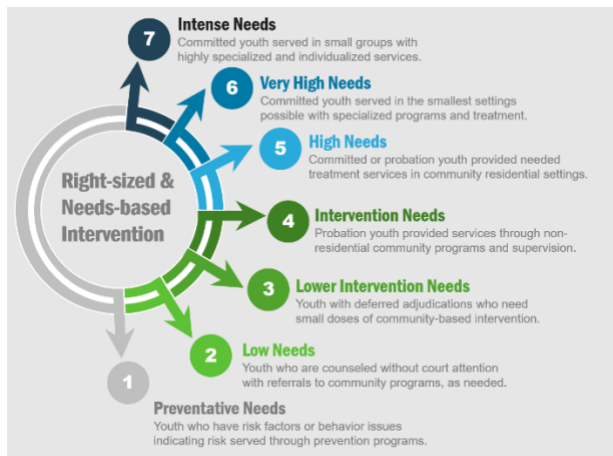 7
Intense Needs
Committed youth served in small groups with
highly specialized and individualized services.
6
Very High Needs
Committed youth served in the smallest settings
possible with specialized programs and treatment.
5
High Needs
Committed or probation youth provided needed
treatment services in community residential settings.
Right-sized &
Needs-based
Intervention
4
Intervention Needs
Probation youth provided services through non-
residential community programs and supervision.
3
Lower Intervention Needs
Youth with deferred adjudications who need
small doses of community-based intervention.
2
Low Needs
Youth who are counseled without court attention
with referrals to community programs, as needed.
1
Preventative Needs
Youth who have risk factors or behavior issues
indicating risk served through prevention programs.